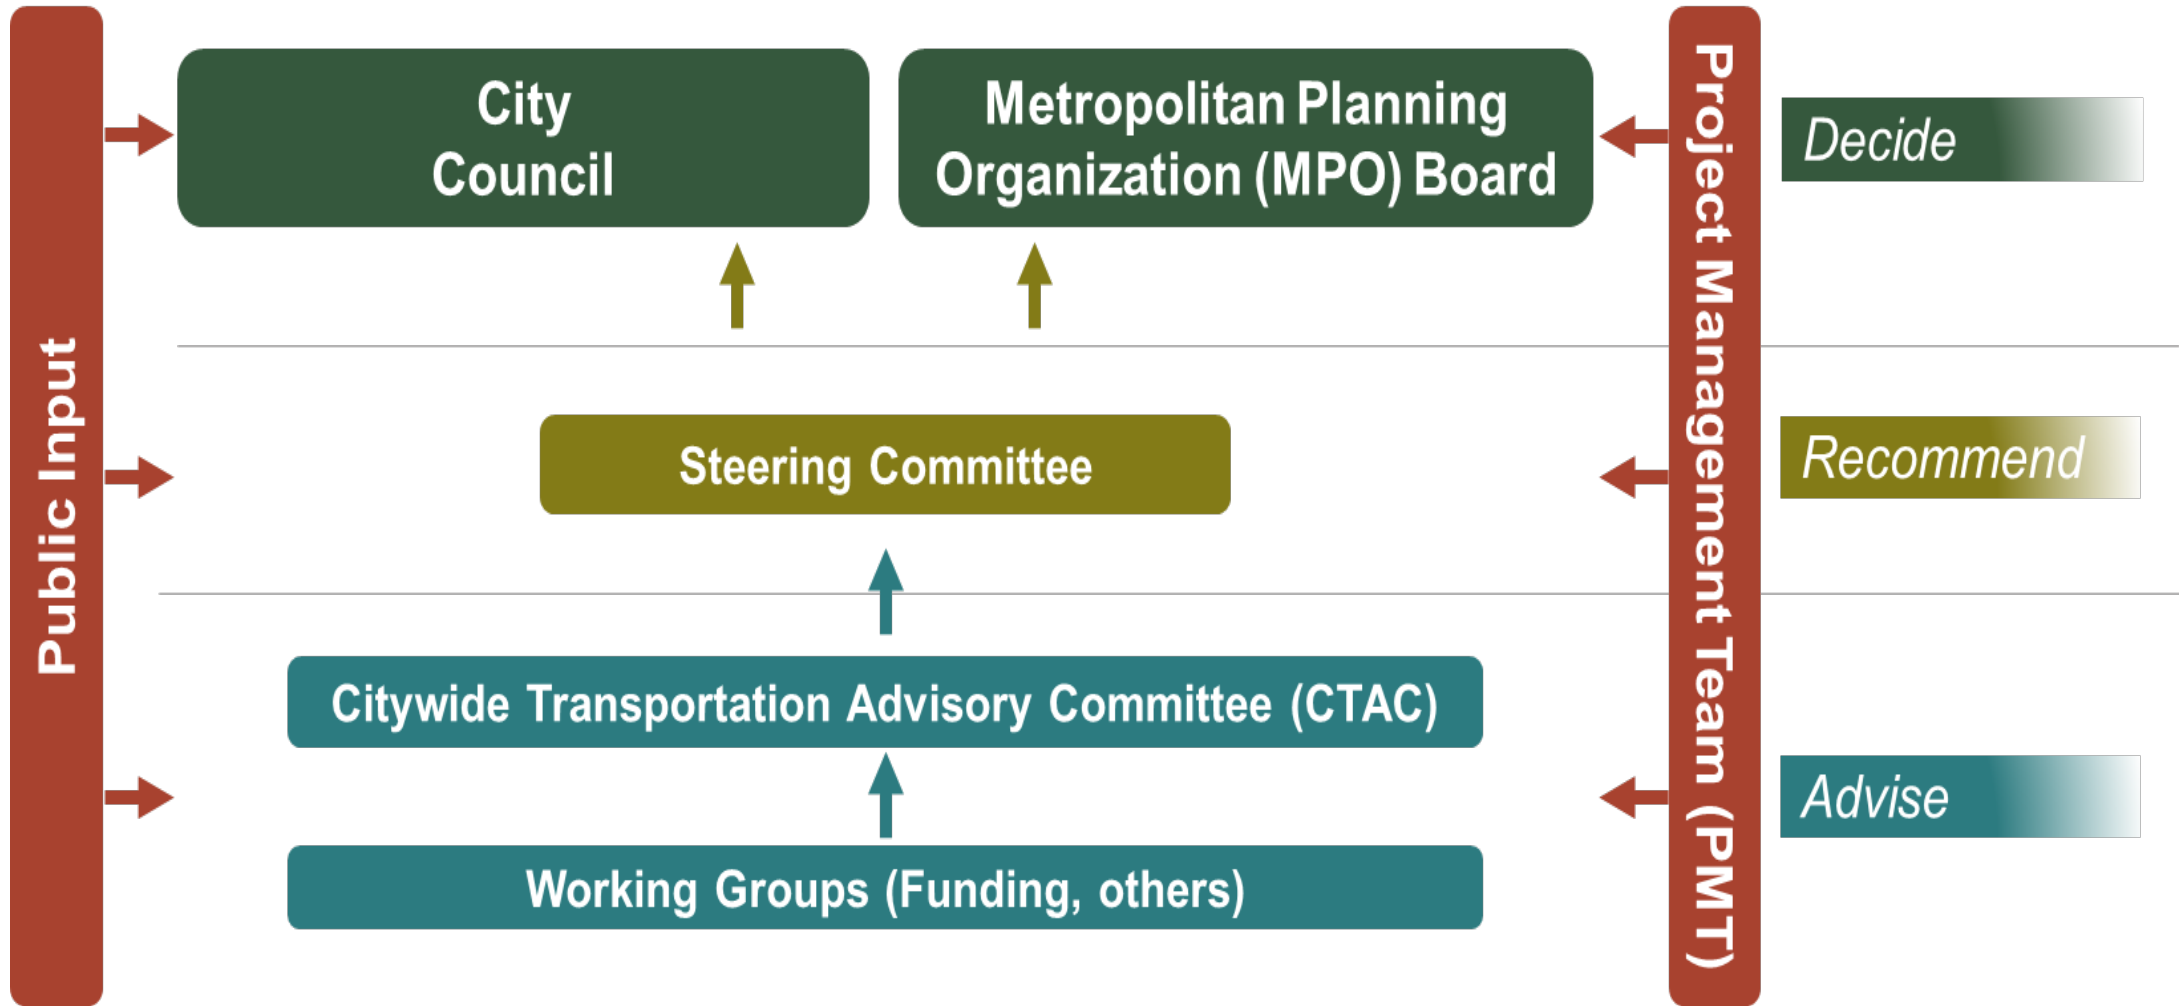 Public Input
City
Council
Metropolitan Planning
Organization (MPO) Board
Project Management Team (PMT)
Decide
Steering Committee
Recommend
Citywide Transportation Advisory Committee (CTAC)
Advise
Working Groups (Funding, others)